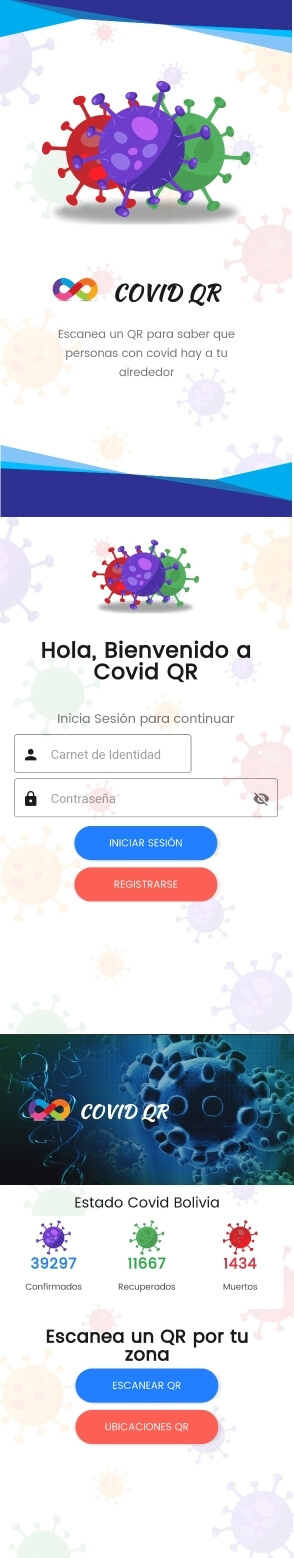 COVID QR
Escanea un QR para saber que
personas con covid hay a tu
alrededor
Hola, Bienvenido a
Covid QR
Inicia Sesión para continuar
Carnet de Identidad
Contraseña
INICIAR SESIÓN
REGISTRARSE
COVID QR
Estado Covid Bolivia
39297 11667 1434
Confirmados Recuperados Muertos
Escanea un QR por tu
zona
ESCANEAR QR
UBICACIONES QR